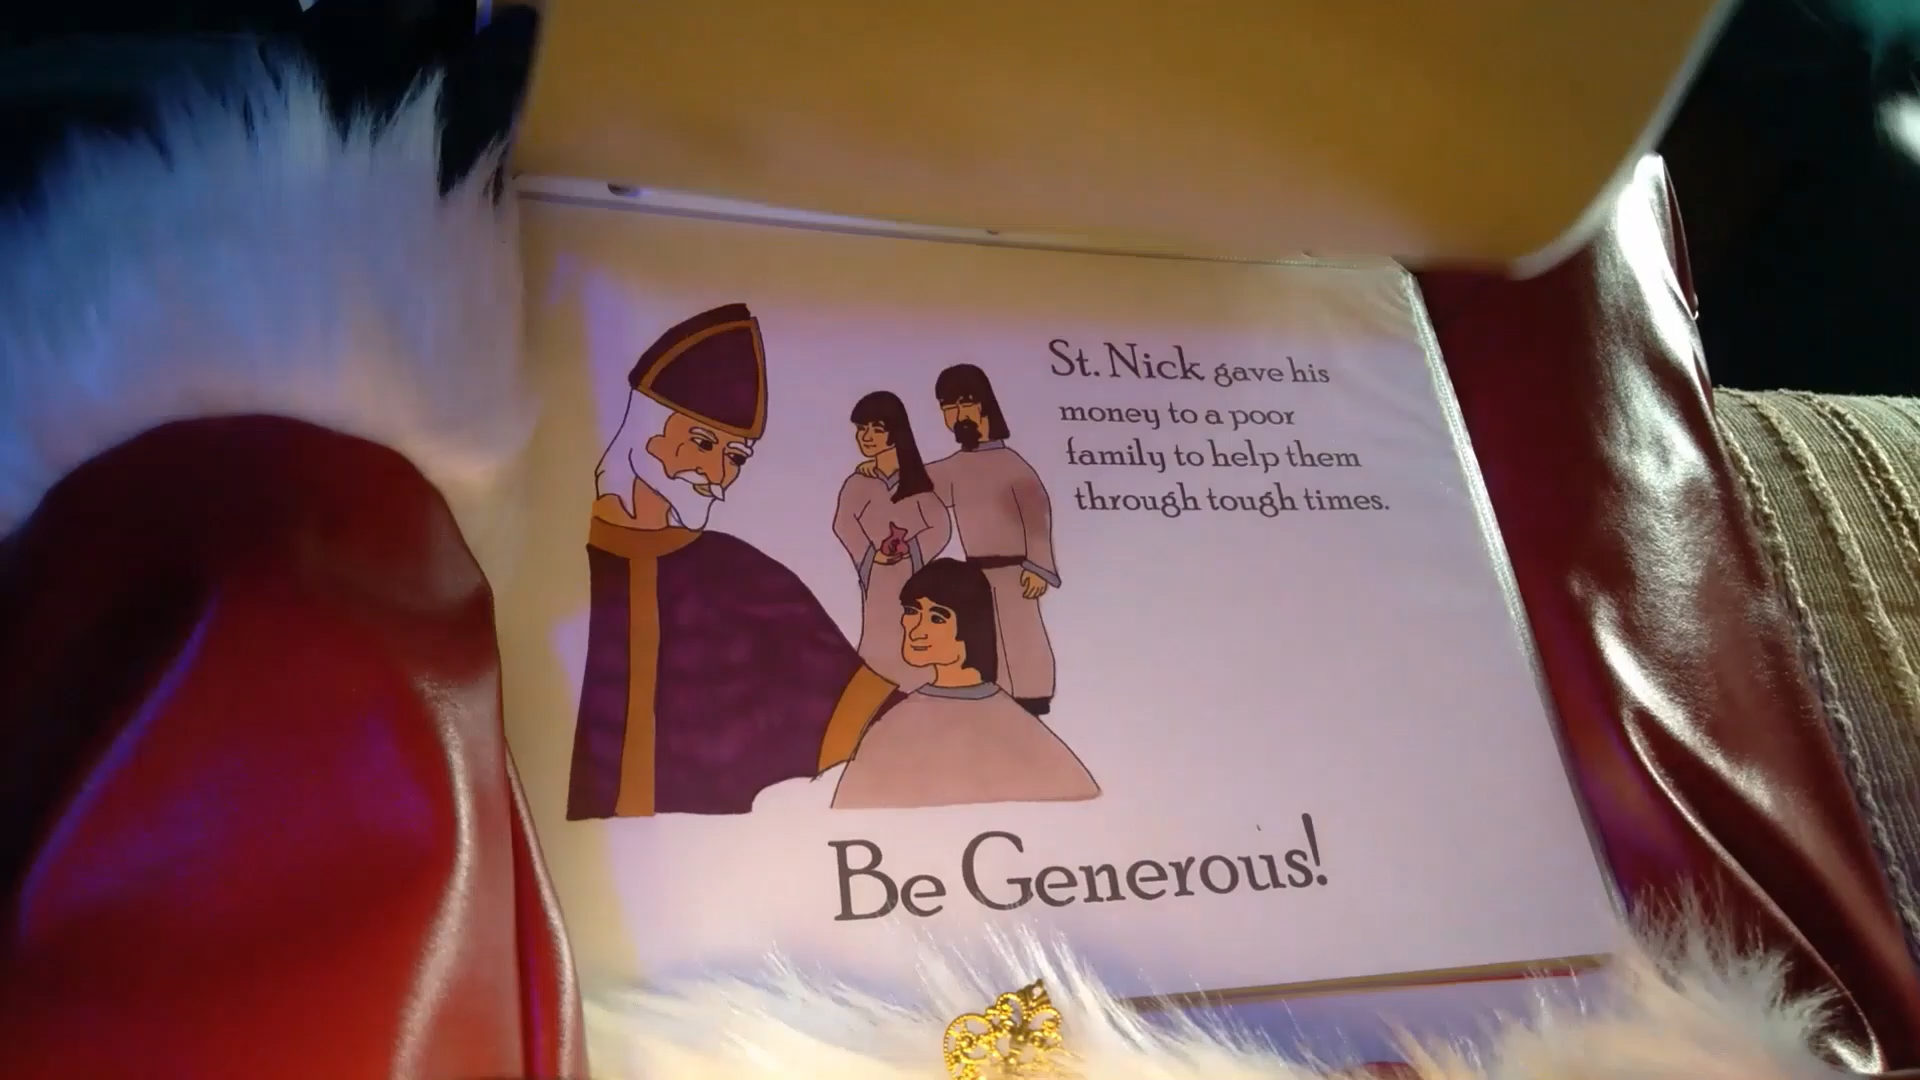 St. Nick gave his
money to a poor
family to help them
through tough times.
Be Generous!